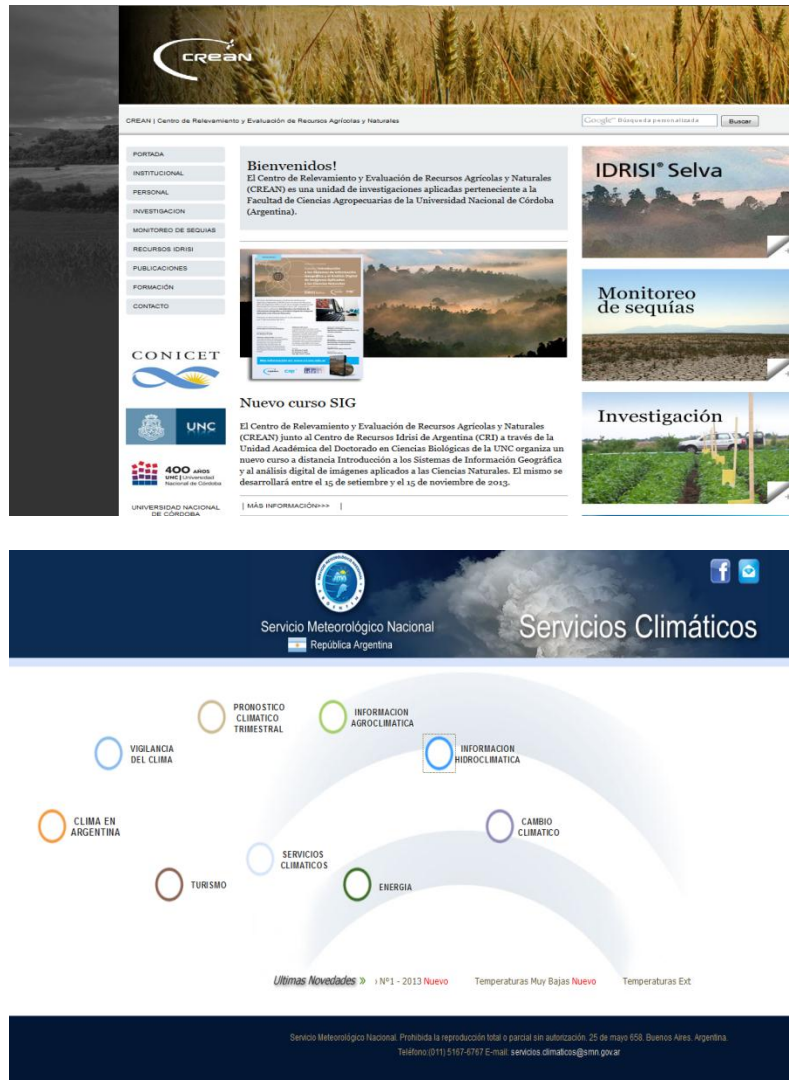 CREAN
CREAN | Centro de Relevamiento y Evaluación de Recursos Agrícolas y Naturales
Google™ Búsqueda personalizada
Buscar
PORTADA
INSTITUCIONAL
PERSONAL
INVESTIGACION
MONITOREO DE SEQUIAS
RECURSOS IDRISI
PUBLICACIONES
FORMACIÓN
CONTACTO
CONICET
UNC
400 AÑOS
UNC | Universidad
Nacional de Córdoba
UNIVERSIDAD NACIONAL
DE CÓRDOBA
Bienvenidos!
El Centro de Relevamiento y Evaluación de Recursos Agrícolas y Naturales
(CREAN) es una unidad de investigaciones aplicadas perteneciente a la
Facultad de Ciencias Agropecuarias de la Universidad Nacional de Córdoba
(Argentina).
Nuevo curso SIG
El Centro de Relevamiento y Evaluación de Recursos Agrícolas y Naturales
(CREAN) junto al Centro de Recursos Idrisi de Argentina (CRI) a través de la
Unidad Académica del Doctorado en Ciencias Biológicas de la UNC organiza un
nuevo curso a distancia Introducción a los Sistemas de Información Geográfica
y al análisis digital de imágenes aplicados a las Ciencias Naturales. El mismo se
desarrollará entre el 15 de setiembre y el 15 de noviembre de 2013.
| MÁS INFORMACIÓN>>> |
IDRISI® Selva
Monitoreo
de sequías
Investigación
Servicio Meteorológico Nacional
República Argentina
Servicios Climáticos
PRONOSTICO
CLIMATICO
TRIMESTRAL
INFORMACION
AGROCLIMATICA
VIGILANCIA
DEL CLIMA
INFORMACION
HIDROCLIMATICA
CLIMA EN
ARGENTINA
CAMBIO
CLIMATICO
SERVICIOS
CLIMATICOS
TURISMO
ENERGIA
Ultimas Novedades » › Nº1 - 2013 Nuevo Temperaturas Muy Bajas Nuevo Temperaturas Ext
Servicio Meteorológico Nacional. Prohibida la reproducción total o parcial sin autorización. 25 de mayo 658. Buenos Aires. Argentina.
Teléfono:(011) 5167-6767 E-mail: servicios.climaticos@smn.gov.ar